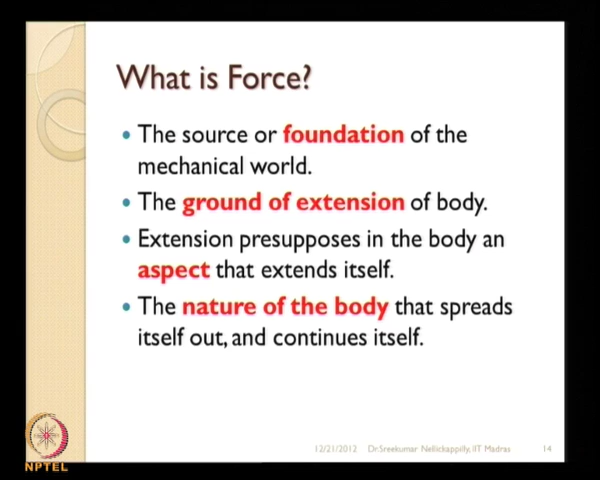 What is Force?
• The source or foundation of the
mechanical world.
• The ground of extension of body.
• Extension presupposes in the body an
aspect that extends itself.
• The nature of the body that spreads
itself out, and continues itself.
12/21/2012 Dr.Sreekumar Nellickappilly, IIT Madras 14
NPTEL